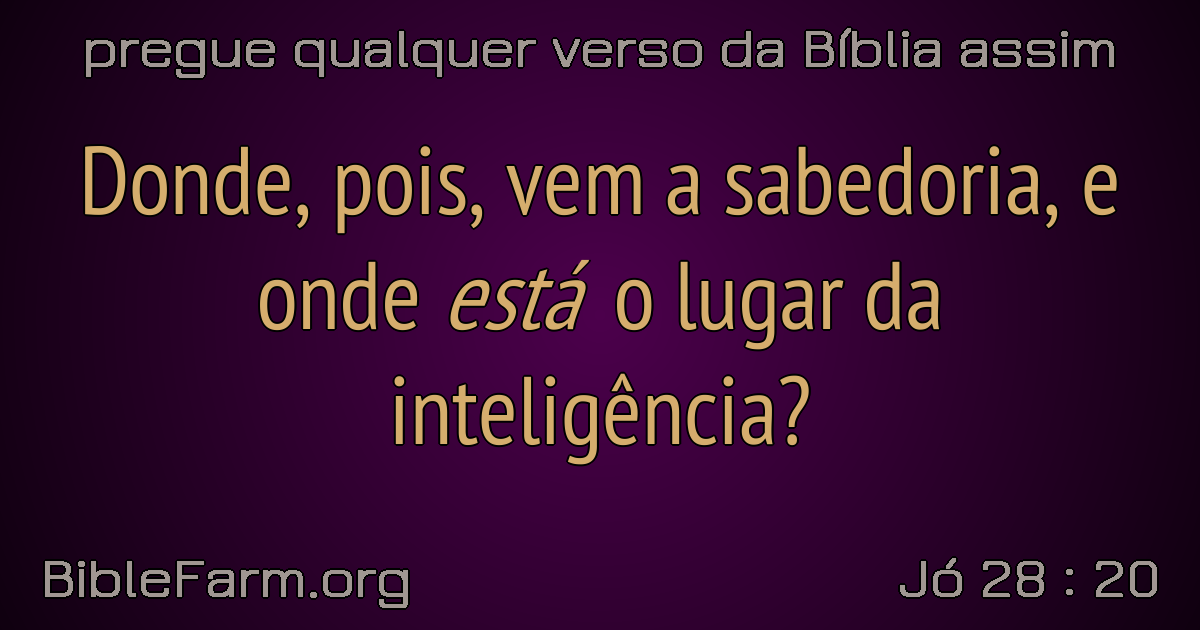 pregue qualquer verso da Bíblia assim
Donde, pois, vem a sabedoria, e
onde está o lugar da
inteligência?
BibleFarm.org
Jó 28 : 20